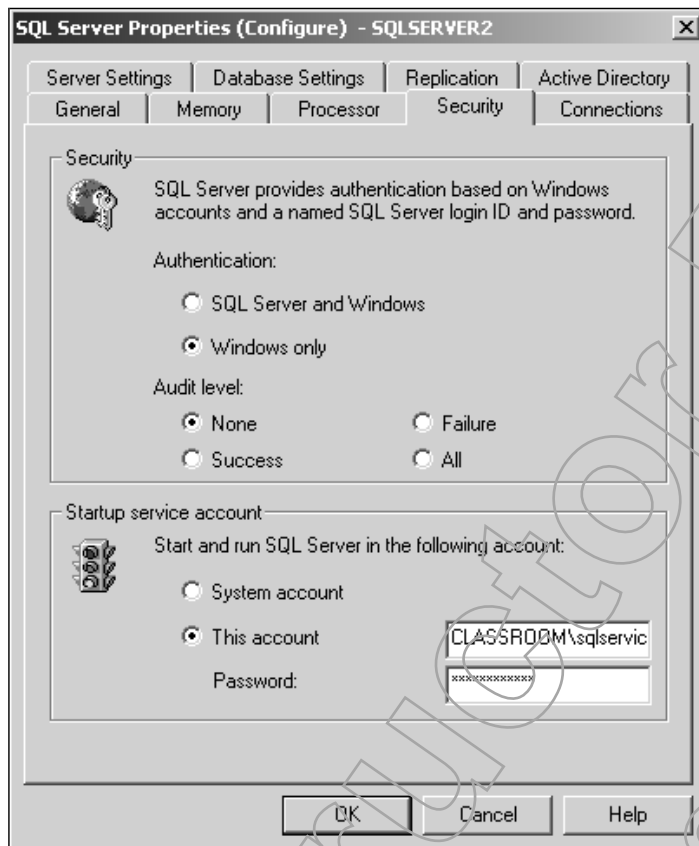 SQL Server Properties (Configure) - SQLSERVER2
Server Settings Database Settings Replication Active Directory
General Memory Processor Security Connections
Security
SQL Server provides authentication based on Windows
accounts and a named SQL Server login ID and password.
Authentication:
SQL Server and Windows
Windows only
Audit level:
None Failure
Success All
Startup service account
Start and run SQL Server in the following account:
System account
This account CLASSROOM\sqlservic
Password: ************
OK Cancel Help